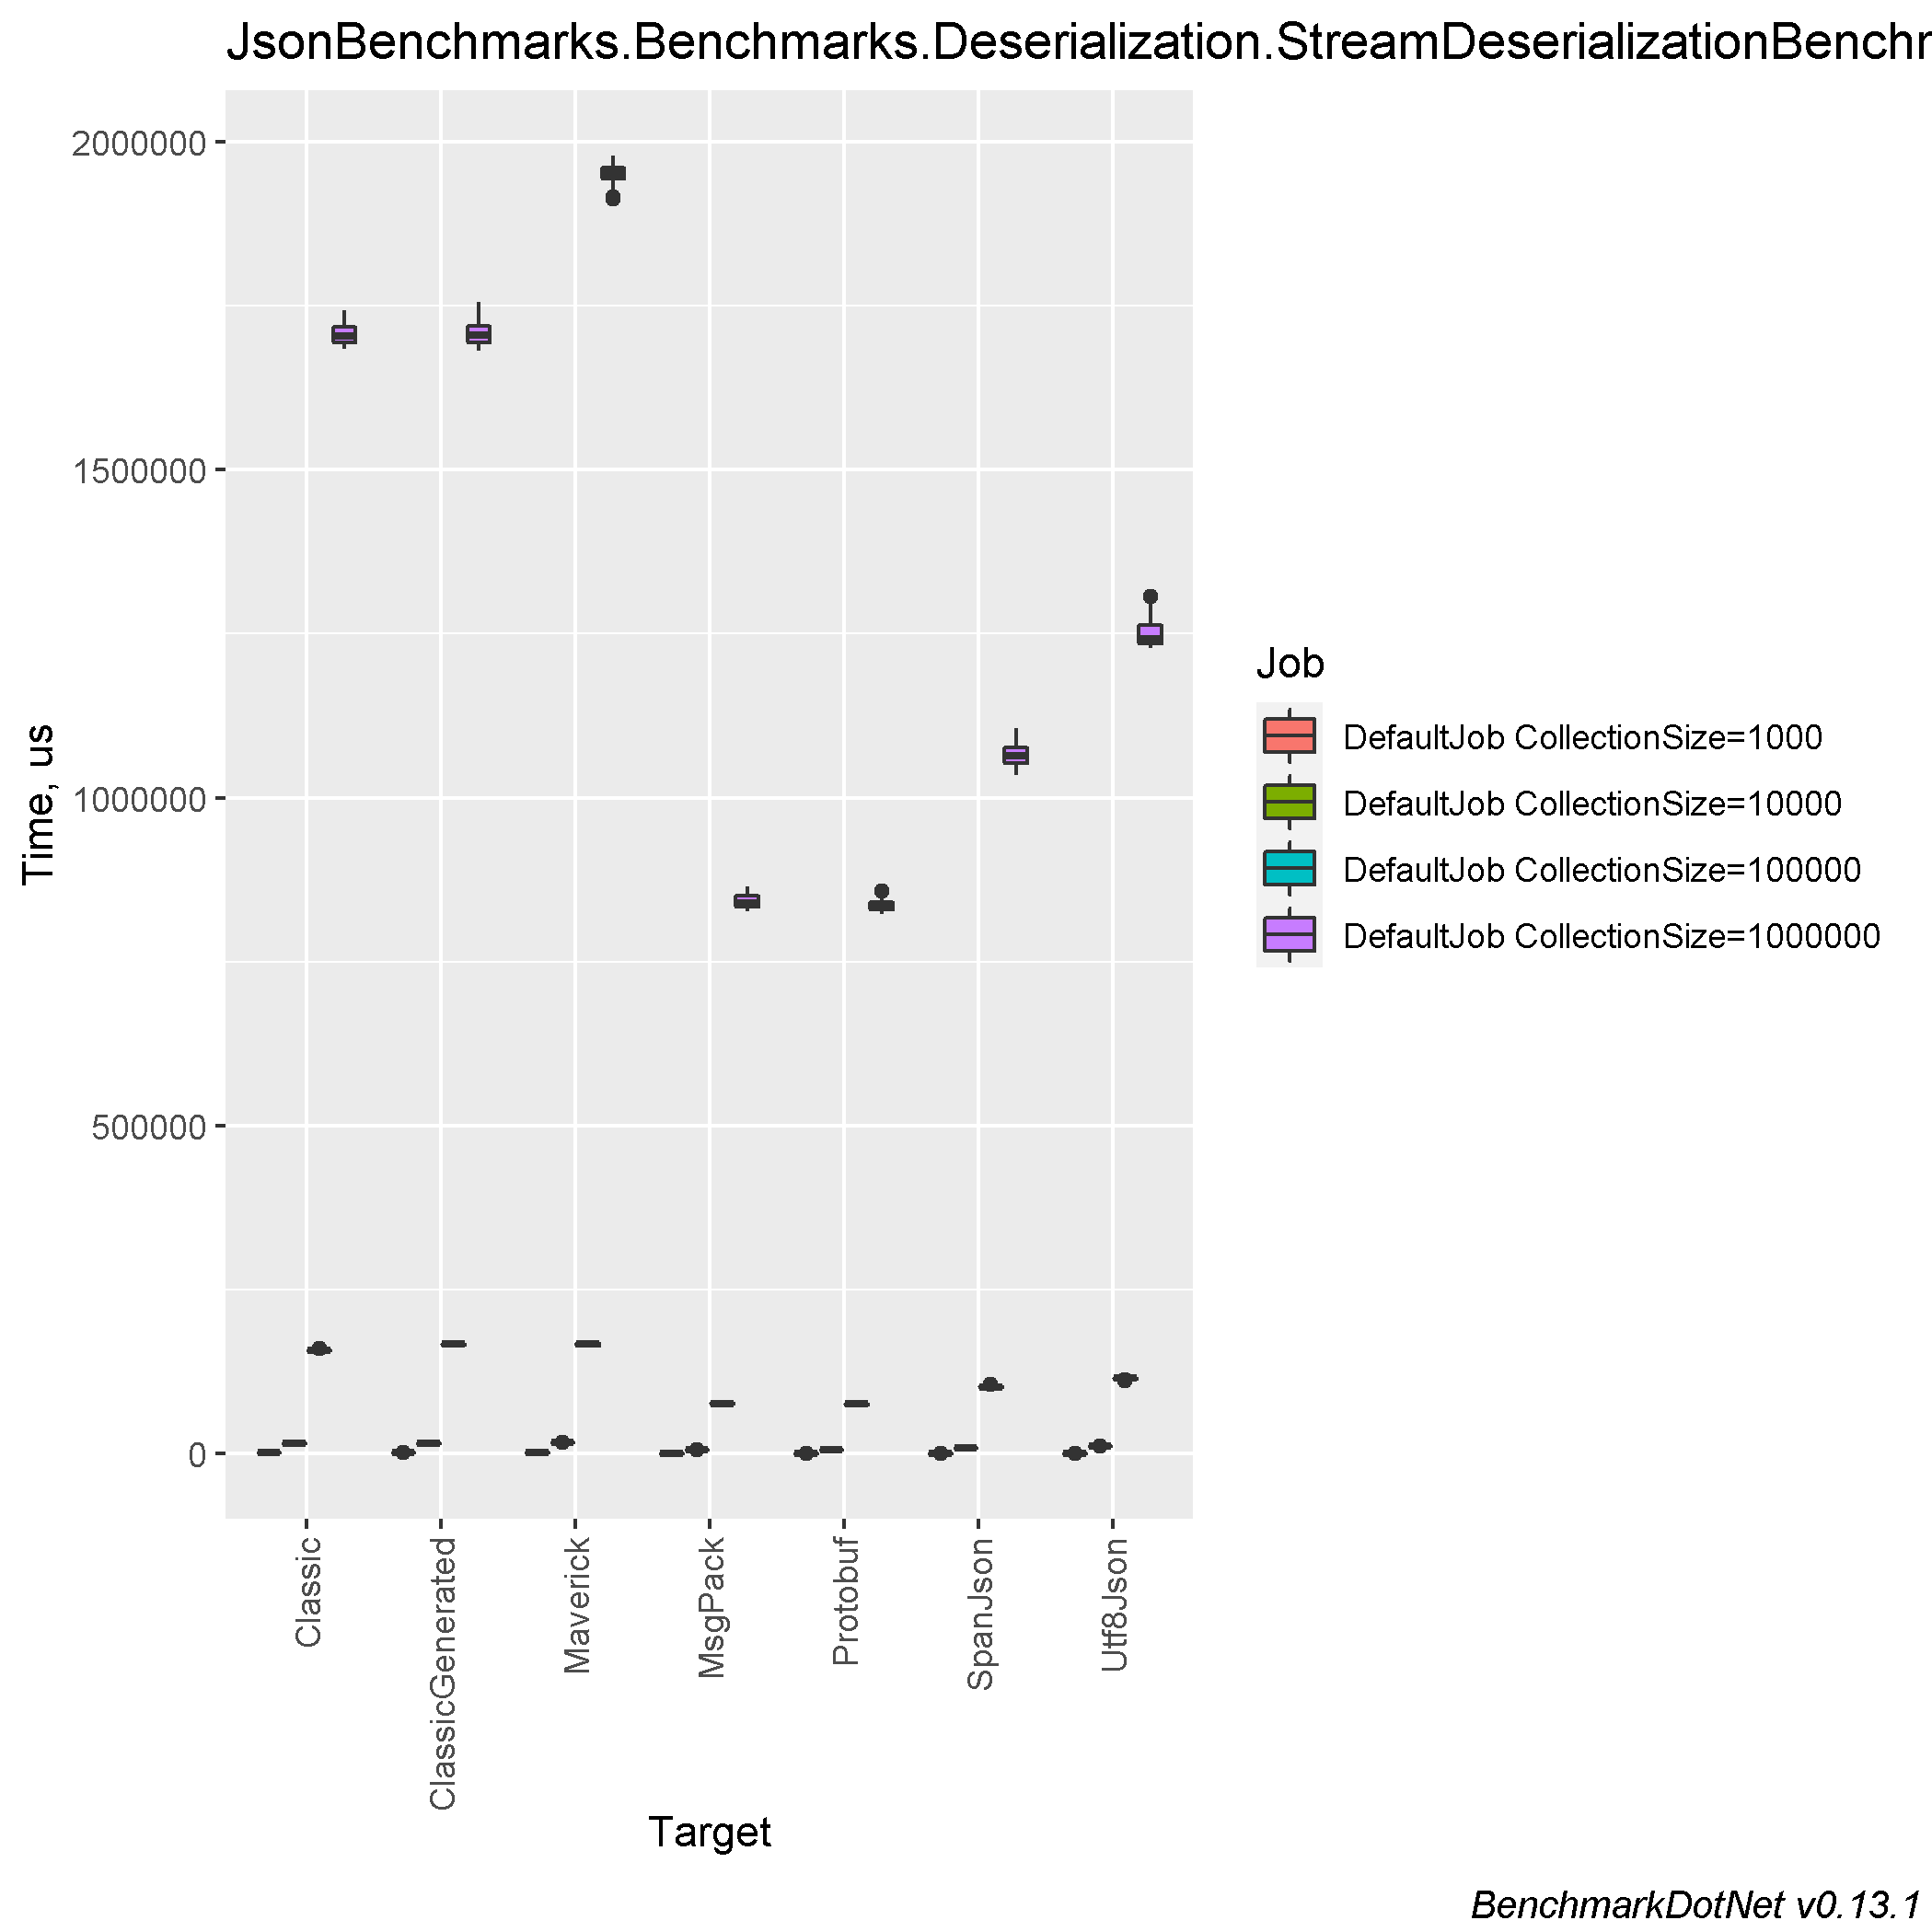 JsonBenchmarks.Benchmarks.Deserialization.StreamDeserializationBenchr
2000000
1500000
1000000
500000
0
Time, us
Classic
ClassicGenerated
Maverick
MsgPack
Protobuf
SpanJson
Utf8Json
Target
Job
DefaultJob CollectionSize=1000
DefaultJob CollectionSize=10000
DefaultJob CollectionSize=100000
DefaultJob CollectionSize=1000000
BenchmarkDotNet v0.13.1